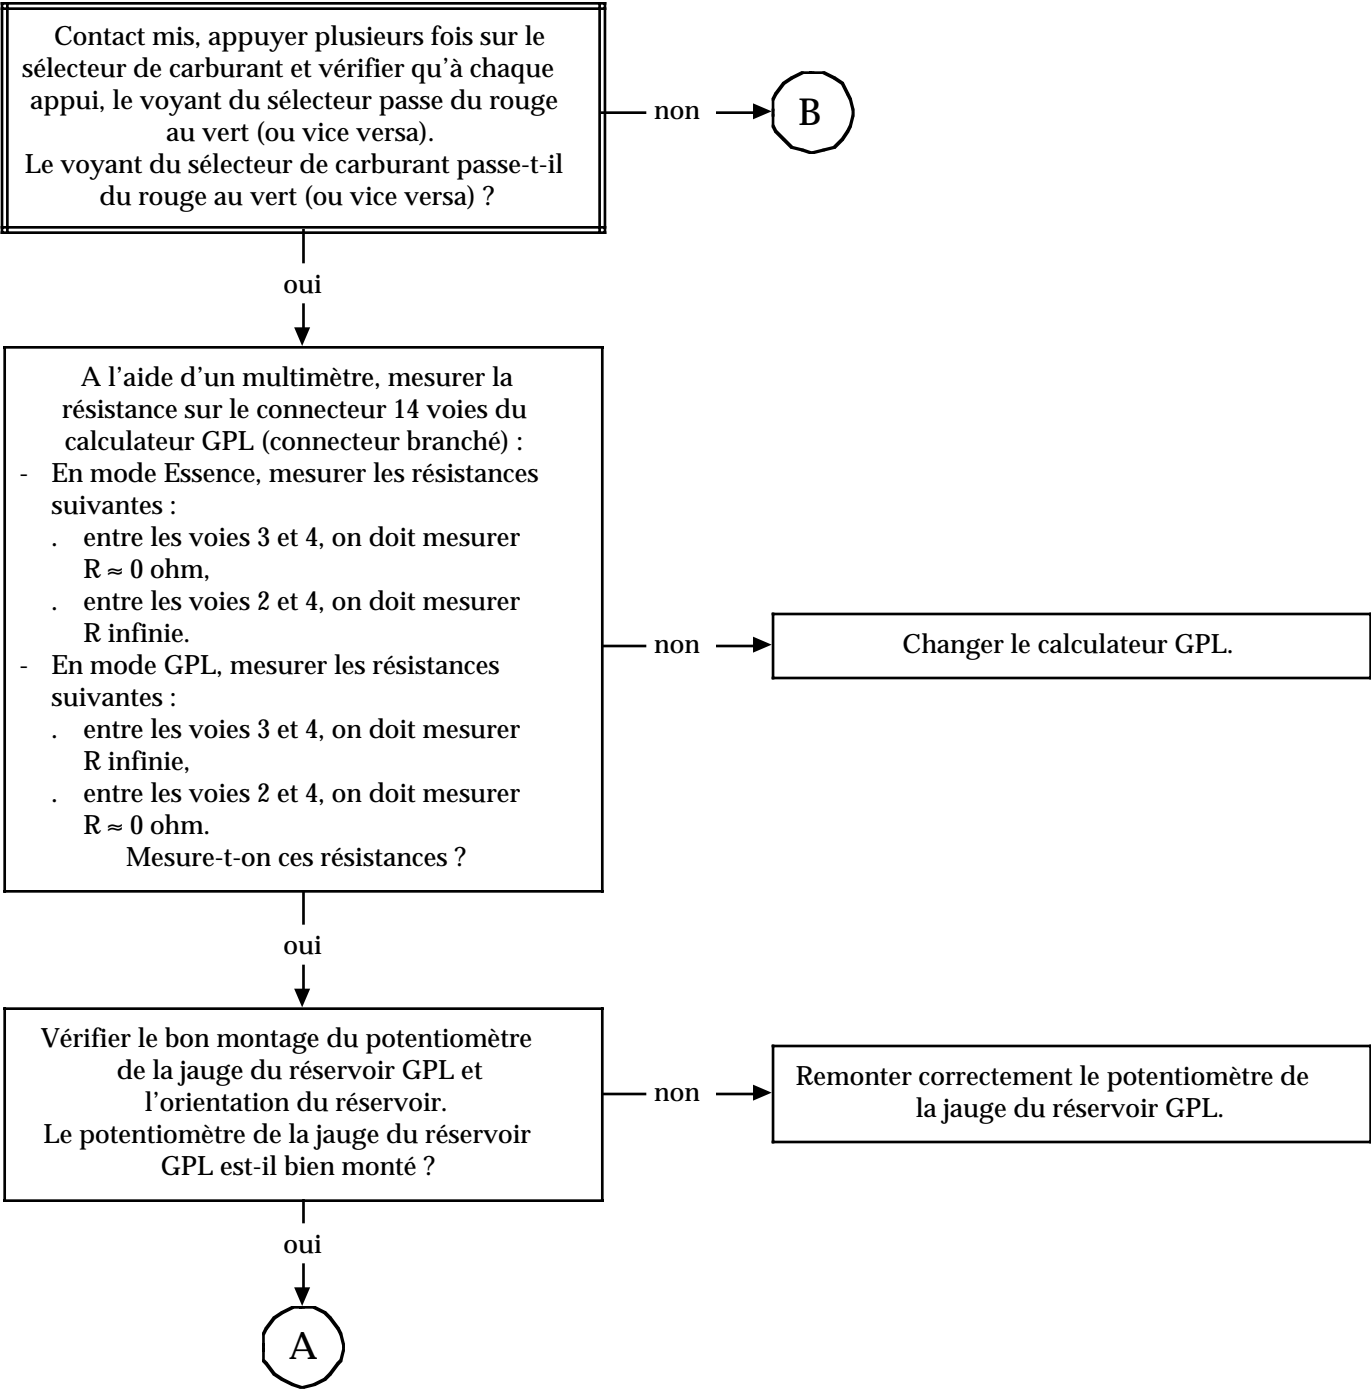 Contact mis, appuyer plusieurs fois sur le
sélecteur de carburant et vérifier qu'à chaque
appui, le voyant du sélecteur passe du rouge
au vert (ou vice versa).
Le voyant du sélecteur de carburant passe-t-il
du rouge au vert (ou vice versa) ?
non
B
oui
A l'aide d'un multimètre, mesurer la
résistance sur le connecteur 14 voies du
calculateur GPL (connecteur branché) :
- En mode Essence, mesurer les résistances
suivantes :
. entre les voies 3 et 4, on doit mesurer
R ≈ 0 ohm,
. entre les voies 2 et 4, on doit mesurer
R infinie.
- En mode GPL, mesurer les résistances
suivantes :
. entre les voies 3 et 4, on doit mesurer
R infinie,
. entre les voies 2 et 4, on doit mesurer
R ≈ 0 ohm.
Mesure-t-on ces résistances ?
non
Changer le calculateur GPL.
oui
Vérifier le bon montage du potentiomètre
de la jauge du réservoir GPL et
l'orientation du réservoir.
Le potentiomètre de la jauge du réservoir
GPL est-il bien monté ?
non
Remonter correctement le potentiomètre de
la jauge du réservoir GPL.
oui
A